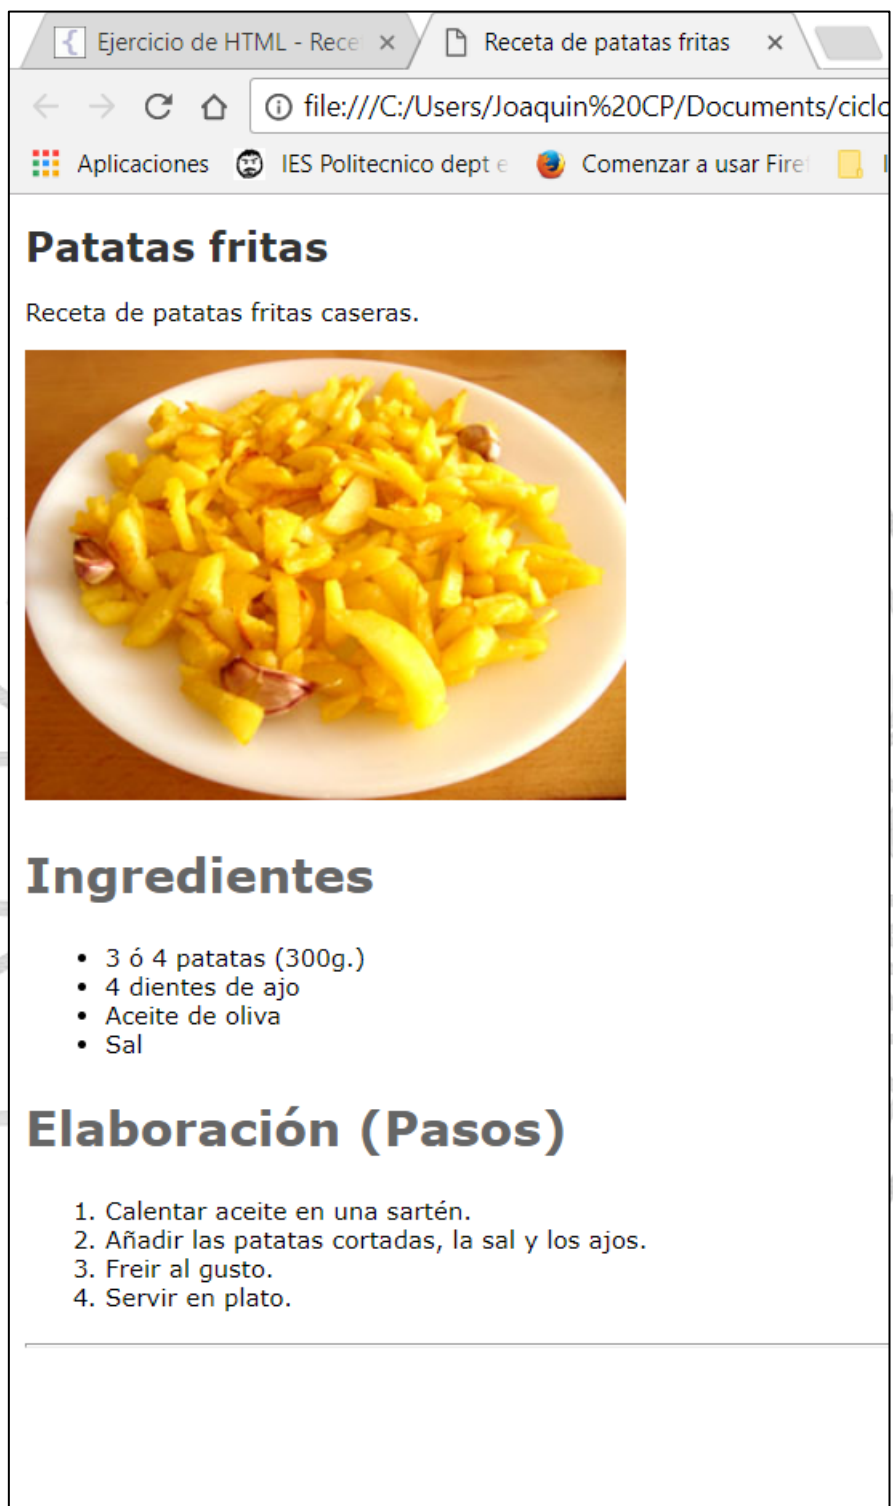 Ejercicio de HTML - Rece
Receta de patatas fritas
file:///C:/Users/Joaquin%20CP/Documents/ciclo
Aplicaciones
IES Politecnico dept e
Comenzar a usar Firef
Patatas fritas
Receta de patatas fritas caseras.
Ingredientes
• 3 ó 4 patatas (300g.)
• 4 dientes de ajo
• Aceite de oliva
• Sal
Elaboración (Pasos)
1. Calentar aceite en una sartén.
2. Añadir las patatas cortadas, la sal y los ajos.
3. Freir al gusto.
4. Servir en plato.